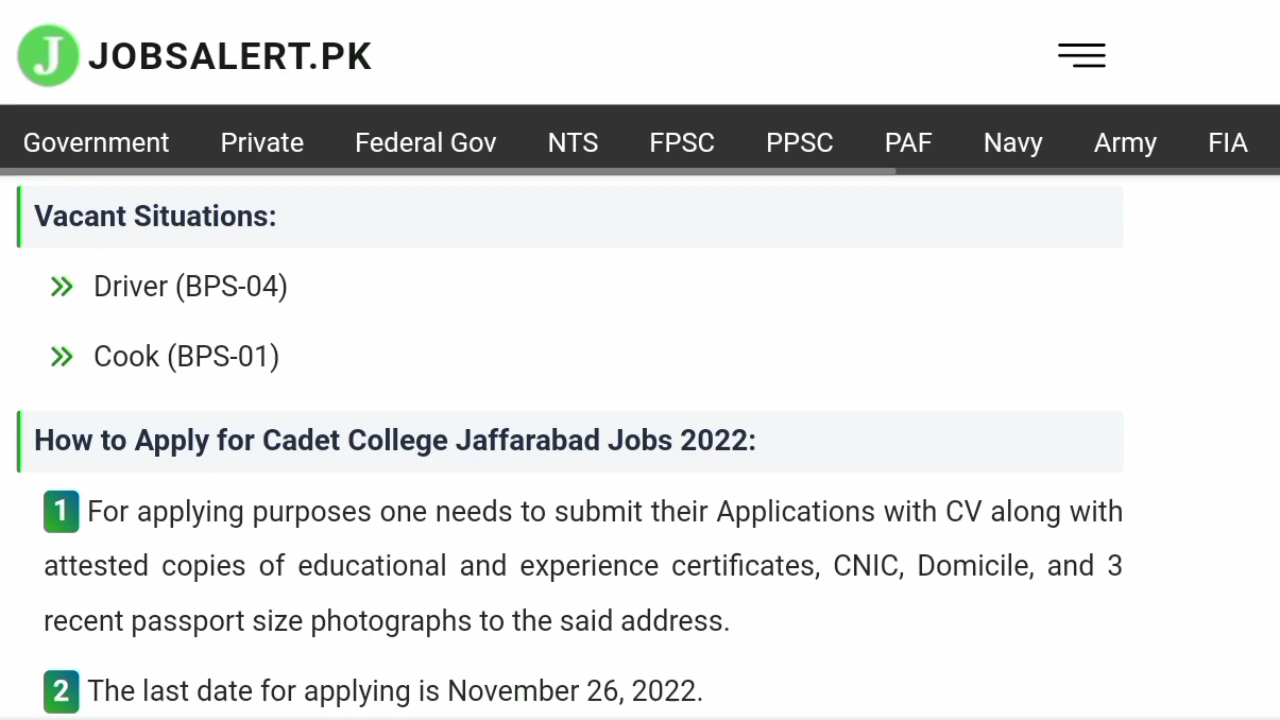 J JOBSALERT.PK
Government Private Federal Gov NTS FPSC PPSC PAF Navy Army FIA
Vacant Situations:
Driver (BPS-04)
Cook (BPS-01)
How to Apply for Cadet College Jaffarabad Jobs 2022:
1 For applying purposes one needs to submit their Applications with CV along with
attested copies of educational and experience certificates, CNIC, Domicile, and 3
recent passport size photographs to the said address.
2 The last date for applying is November 26, 2022.